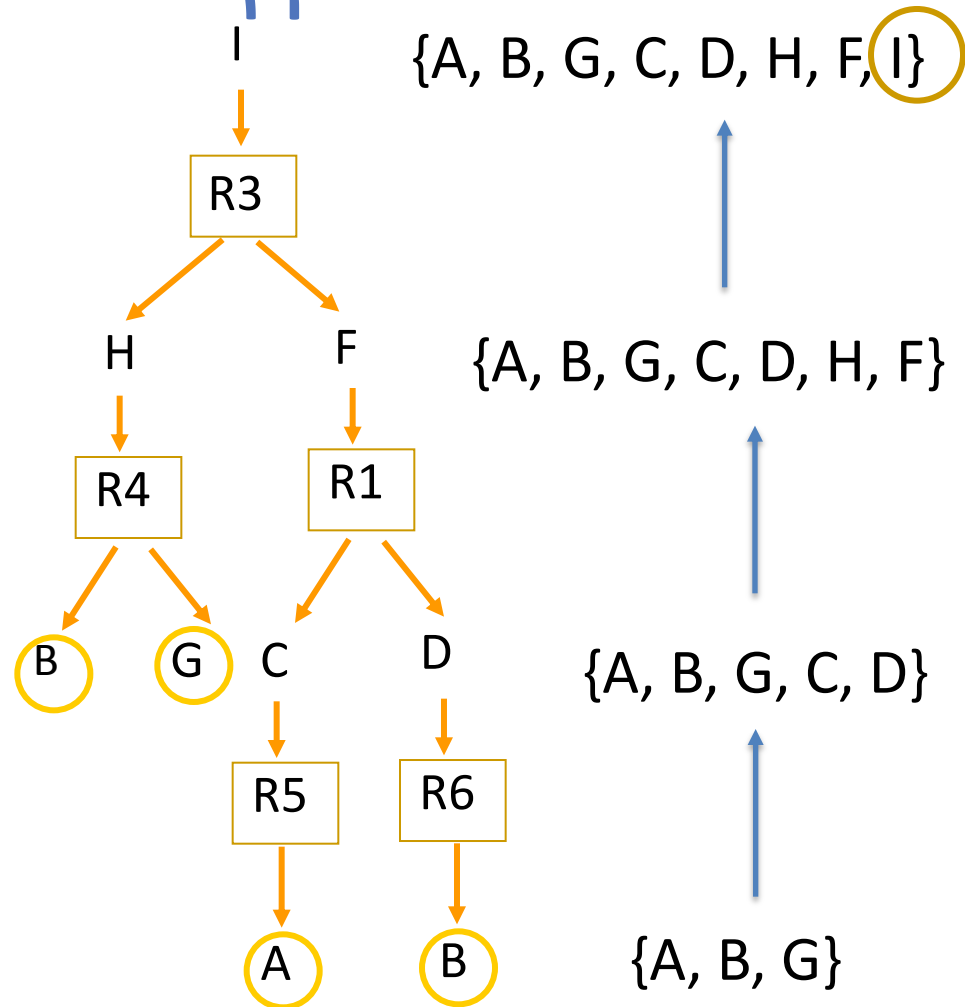 I
{A, B, G, C, D, H, F, I}
R3
H
F
{A, B, G, C, D, H, F}
R4
R1
B
G
C
D
{A, B, G, C, D}
R5
R6
A
B
{A, B, G}